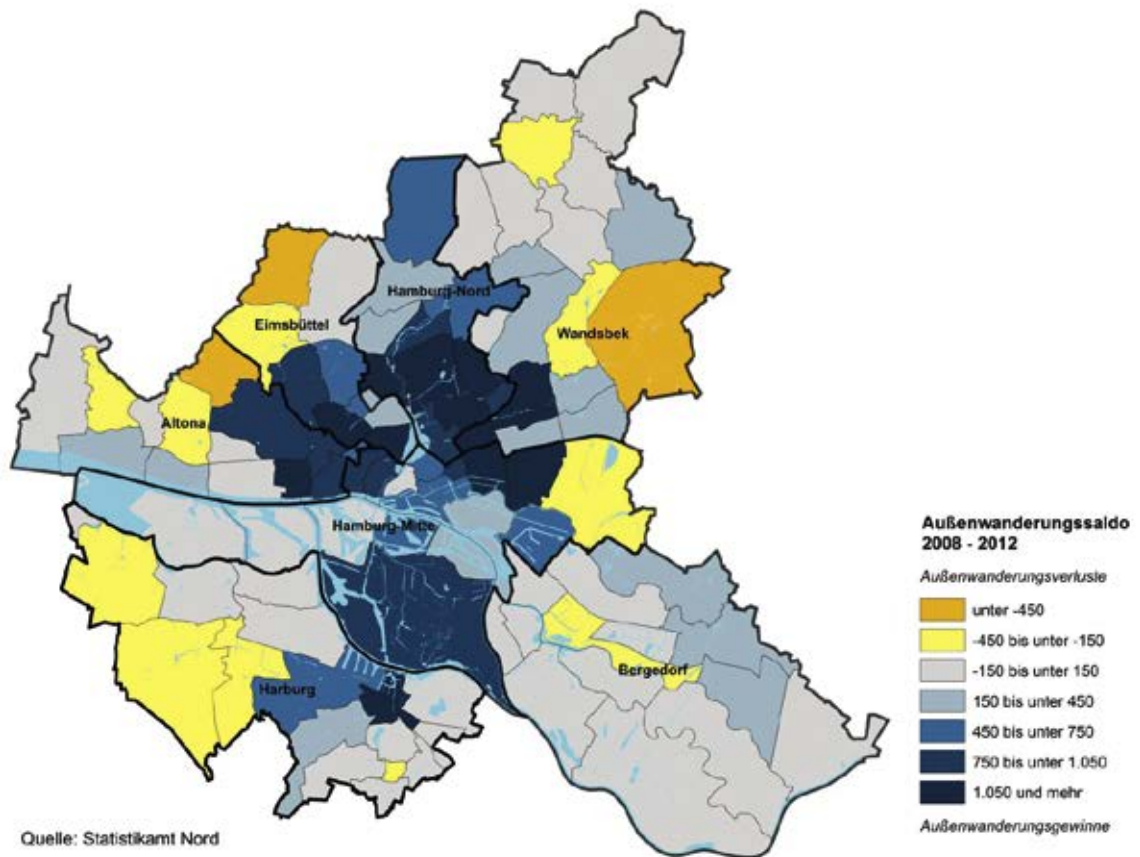 Hamburg-Nord
Eimsbüttel
Wandsbek
Altona
Hamburg-Mitte
Harburg
Bergedorf
Außenwanderungssaldo
2008 - 2012
Außenwanderungsverluste
unter -450
-450 bis unter -150
-150 bis unter 150
150 bis unter 450
450 bis unter 750
750 bis unter 1.050
1.050 und mehr
Außenwanderungsgewinne
Quelle: Statistikamt Nord